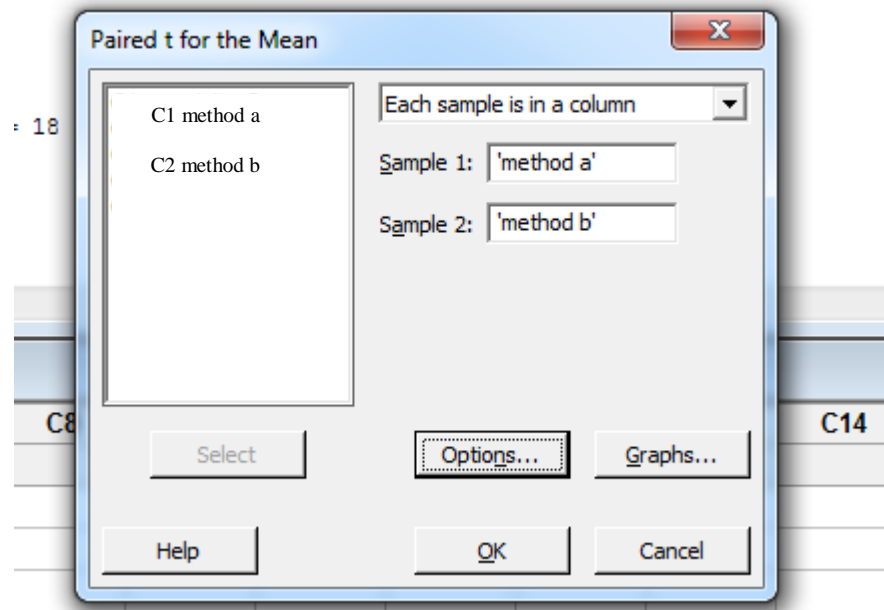 Paired t for the Mean
= 18
C1 method a
C2 method b
Each sample is in a column
Sample 1: 'method a'
Sample 2: 'method b'
C8
C14
Select
Options...
Graphs...
Help
OK
Cancel